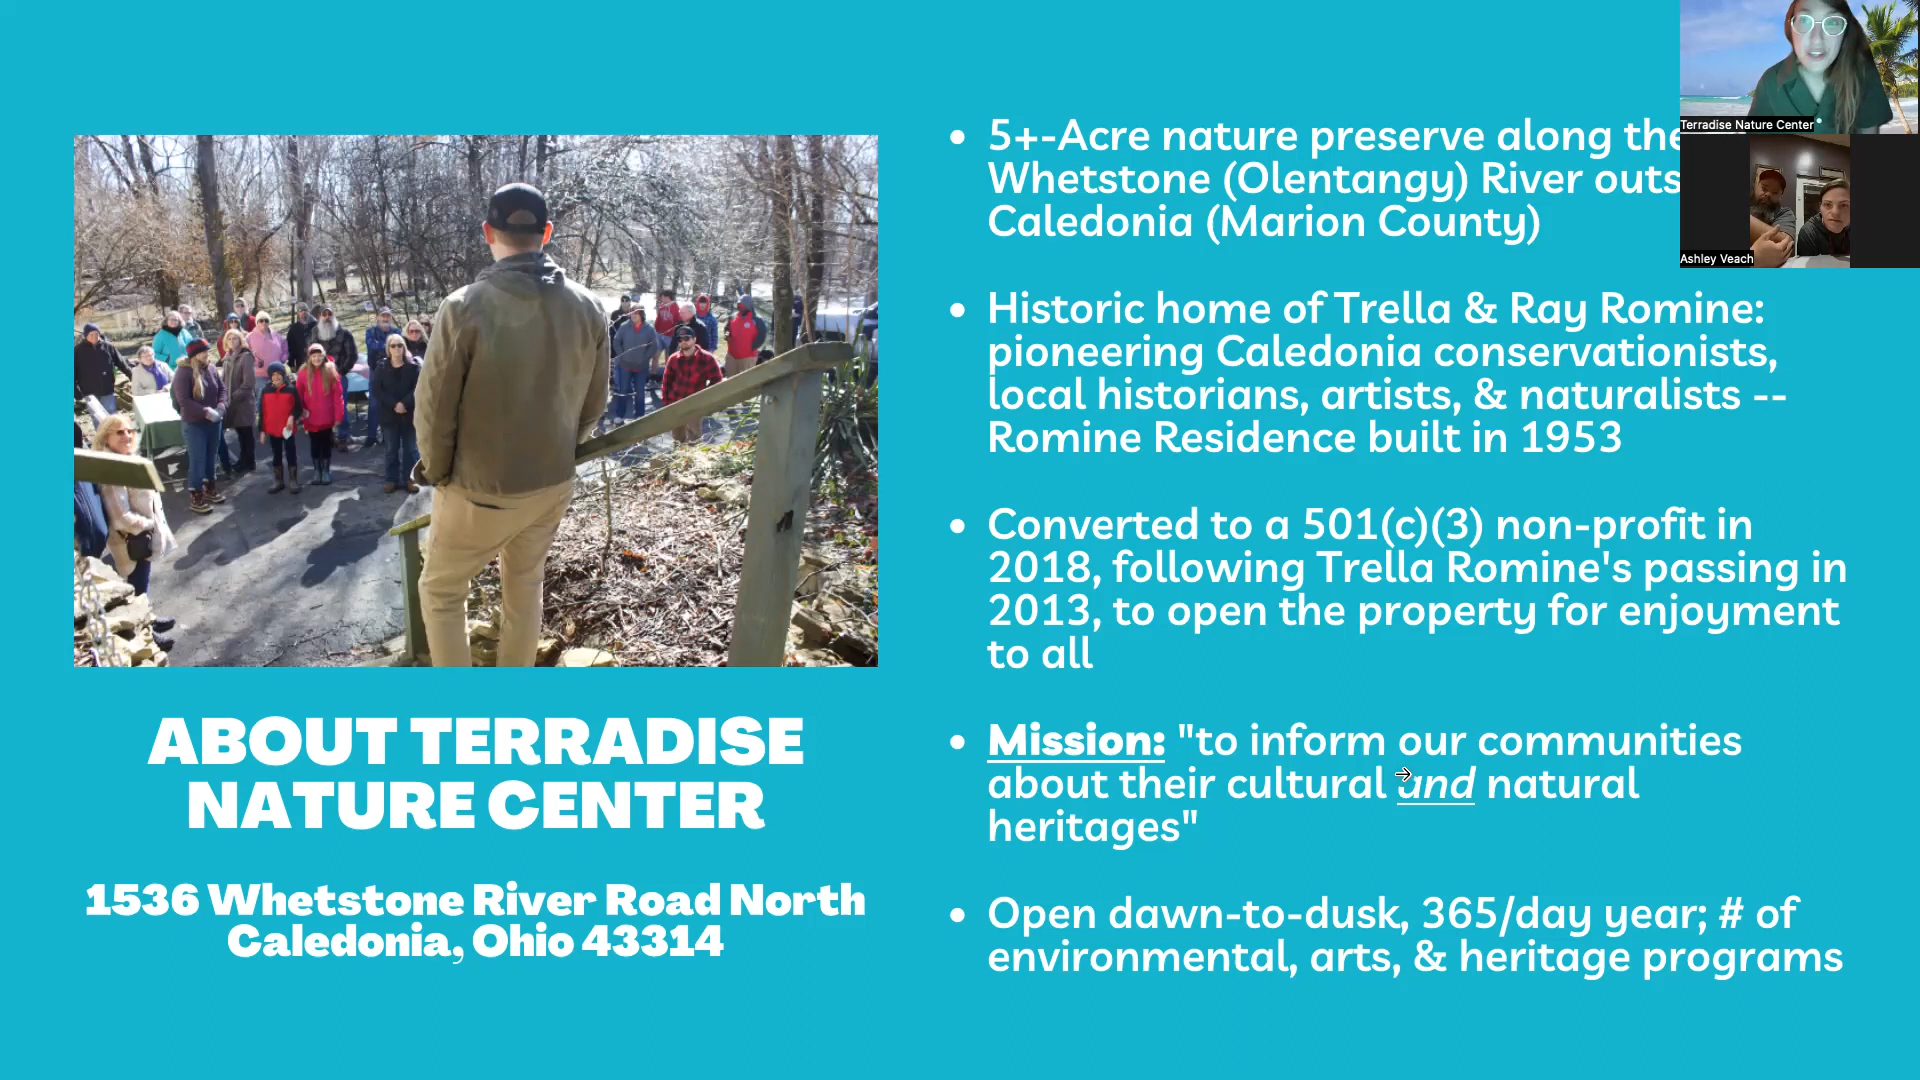 Terradise Nature Center
Ashley Veach
5+-Acre nature preserve along the
Whetstone (Olentangy) River outs
Caledonia (Marion County)
Historic home of Trella & Ray Romine:
pioneering Caledonia conservationists,
local historians, artists, & naturalists --
Romine Residence built in 1953
Converted to a 501(c)(3) non-profit in
2018, following Trella Romine's passing in
2013, to open the property for enjoyment
to all
Mission: "to inform our communities
about their cultural and natural
heritages"
Open dawn-to-dusk, 365/day year; # of
environmental, arts, & heritage programs
ABOUT TERRADISE
NATURE CENTER
1536 Whetstone River Road North
Caledonia, Ohio 43314